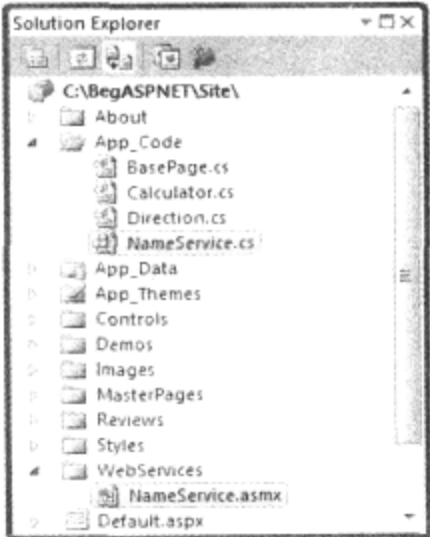 Solution Explorer
C:\BegASPNET\Site\
About
App_Code
BasePage.cs
Calculator.cs
Direction.cs
NameService.cs
App_Data
App_Themes
Controls
Demos
Images
MasterPages
Reviews
Styles
WebServices
NameService.asmx
Default.aspx